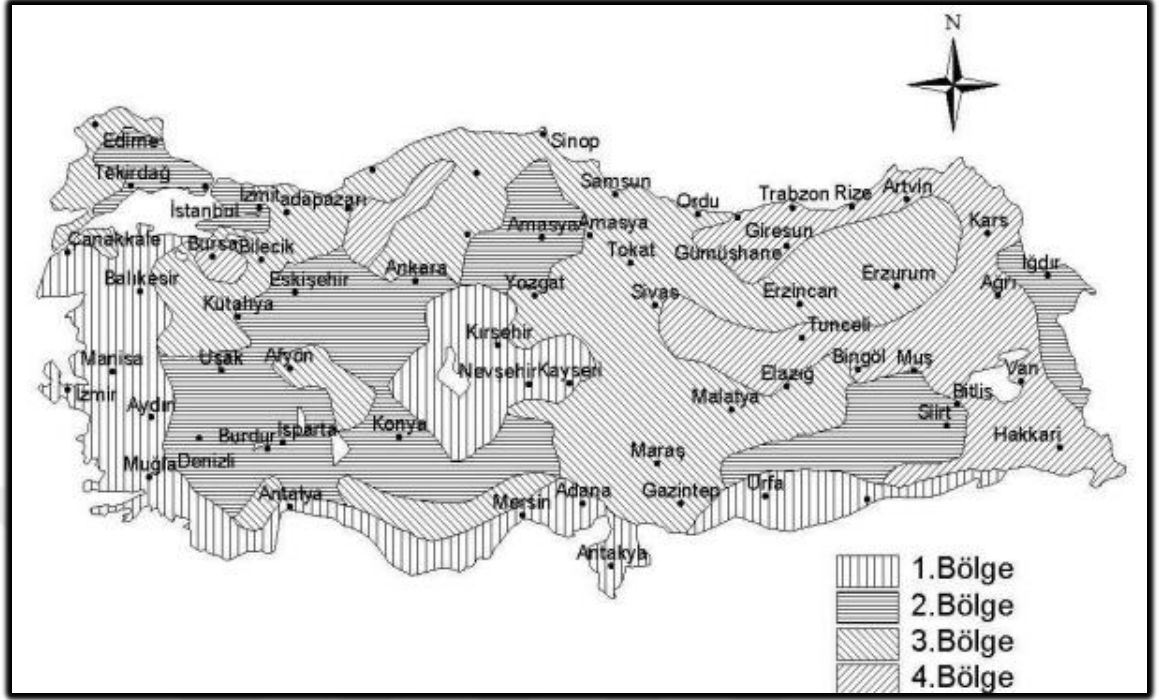 N
Edirne
Sinop
Tekirdağ
Samsun
Artvin
Trabzon Rize
İzmit
adapazarı
Ordu
İstanbul
Kars
Amasya
Amasya
Giresun
Çanakkale
Bursa
Bilecik
Tokat
Gümüşhane
Iğdır
Ankara
Erzurum
Balıkesir
Eskişehir
Yozgat
Ağrı
Sivas
Erzincan
Kütahya
Tunceli
Kırşehir
Manisa
Uşak
Afyon
Bingöl
Muş
Van
Nevşehir
Kayseri
Elazığ
İzmir
Bitlis
Malatya
Aydın
Siirt
Konya
Burdur
Isparta
Hakkari
Maraş
Muğla
Denizli
Urfa
Antalya
Adana
Gazintep
Mersin
Antakya
1.Bölge
2.Bölge
3.Bölge
4.Bölge